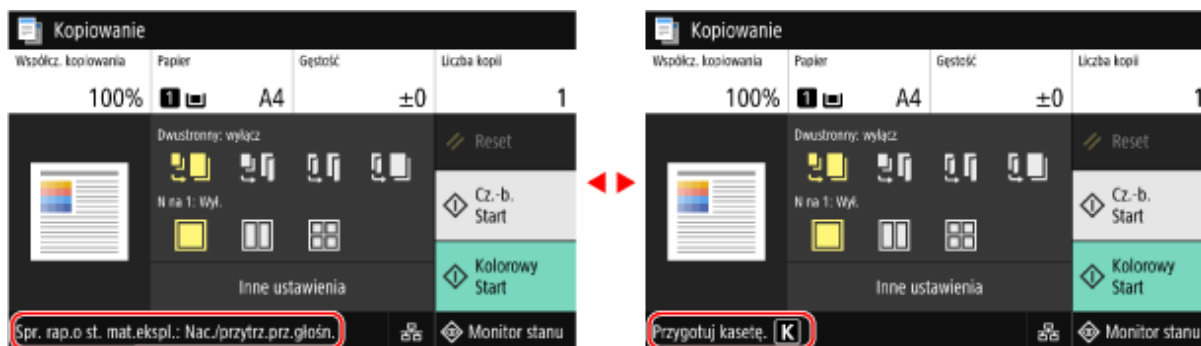 Kopiowanie
Współcz. kopiowania Papier Gęstość Liczba kopii
100% 1 A4 ±0 1
Dwustronny: wyłącz
Reset
N na 1: Wył.
Cz.-b.
Start
Kolorowy
Start
Inne ustawienia
Spr. rap.o st. mat.ekspl.: Nac./przytrz.prz.głośn. Monitor stanu
Kopiowanie
Współcz. kopiowania Papier Gęstość Liczba kopii
100% 1 A4 ±0 1
Dwustronny: wyłącz
Reset
N na 1: Wył.
Cz.-b.
Start
Kolorowy
Start
Inne ustawienia
Przygotuj kasetę. K Monitor stanu